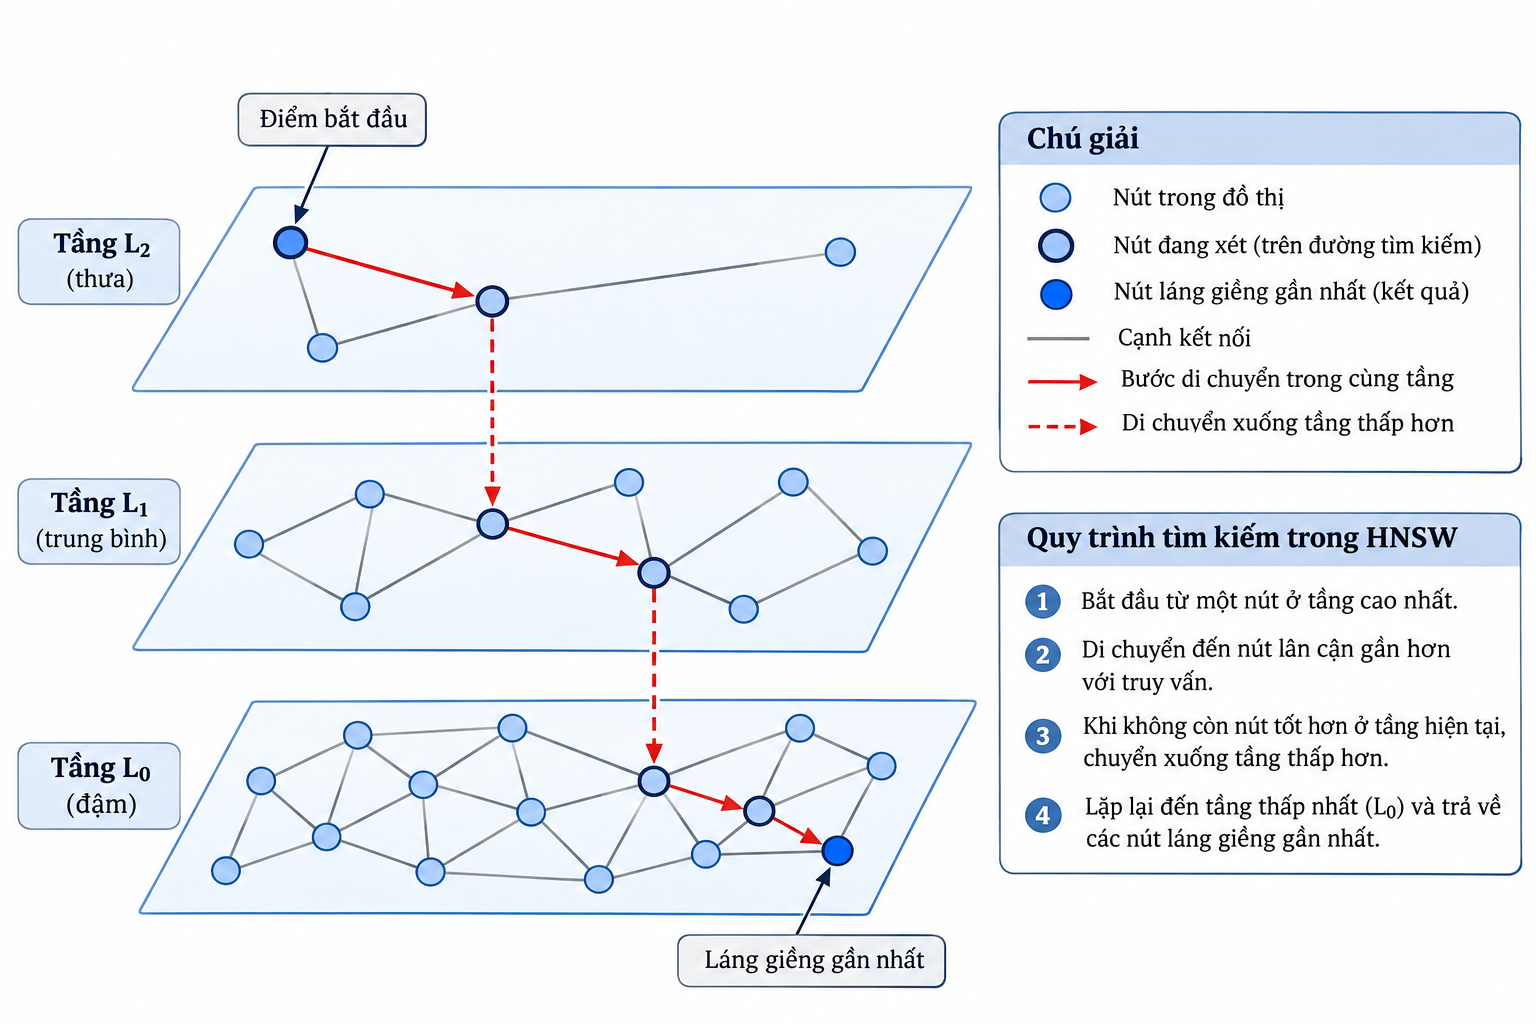 Điểm bắt đầu
Tầng L₂
(thưa)
Tầng L₁
(trung bình)
Tầng L₀
(đậm)
Láng giềng gần nhất
Chú giải
Nút trong đồ thị
Nút đang xét (trên đường tìm kiếm)
Nút láng giềng gần nhất (kết quả)
Cạnh kết nối
Bước di chuyển trong cùng tầng
Di chuyển xuống tầng thấp hơn
Quy trình tìm kiếm trong HNSW
1 Bắt đầu từ một nút ở tầng cao nhất.
2 Di chuyển đến nút lân cận gần hơn
với truy vấn.
3 Khi không còn nút tốt hơn ở tầng hiện tại,
chuyển xuống tầng thấp hơn.
4 Lặp lại đến tầng thấp nhất (L₀) và trả về
các nút láng giềng gần nhất.